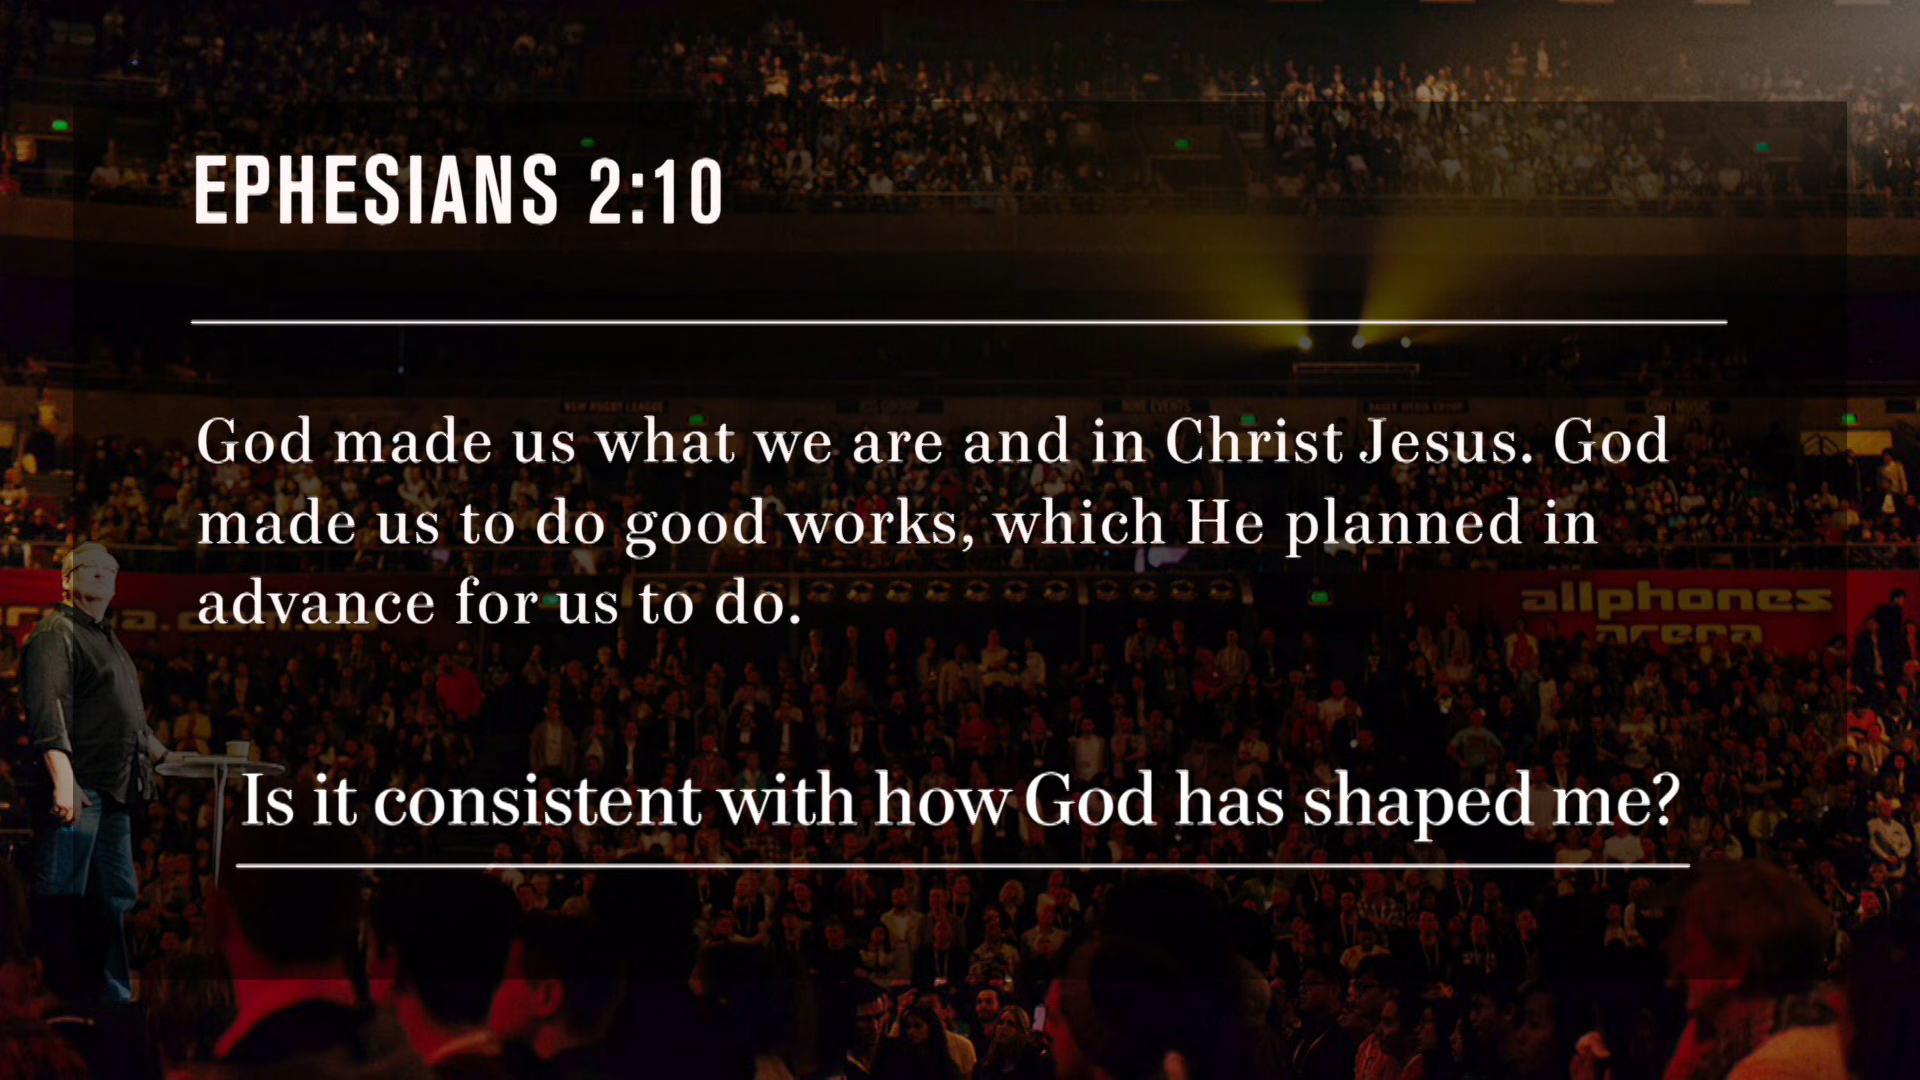 EPHESIANS 2:10
God made us what we are and in Christ Jesus. God
made us to do good works, which He planned in
advance for us to do.
allphones
arena
Is it consistent with how God has shaped me?